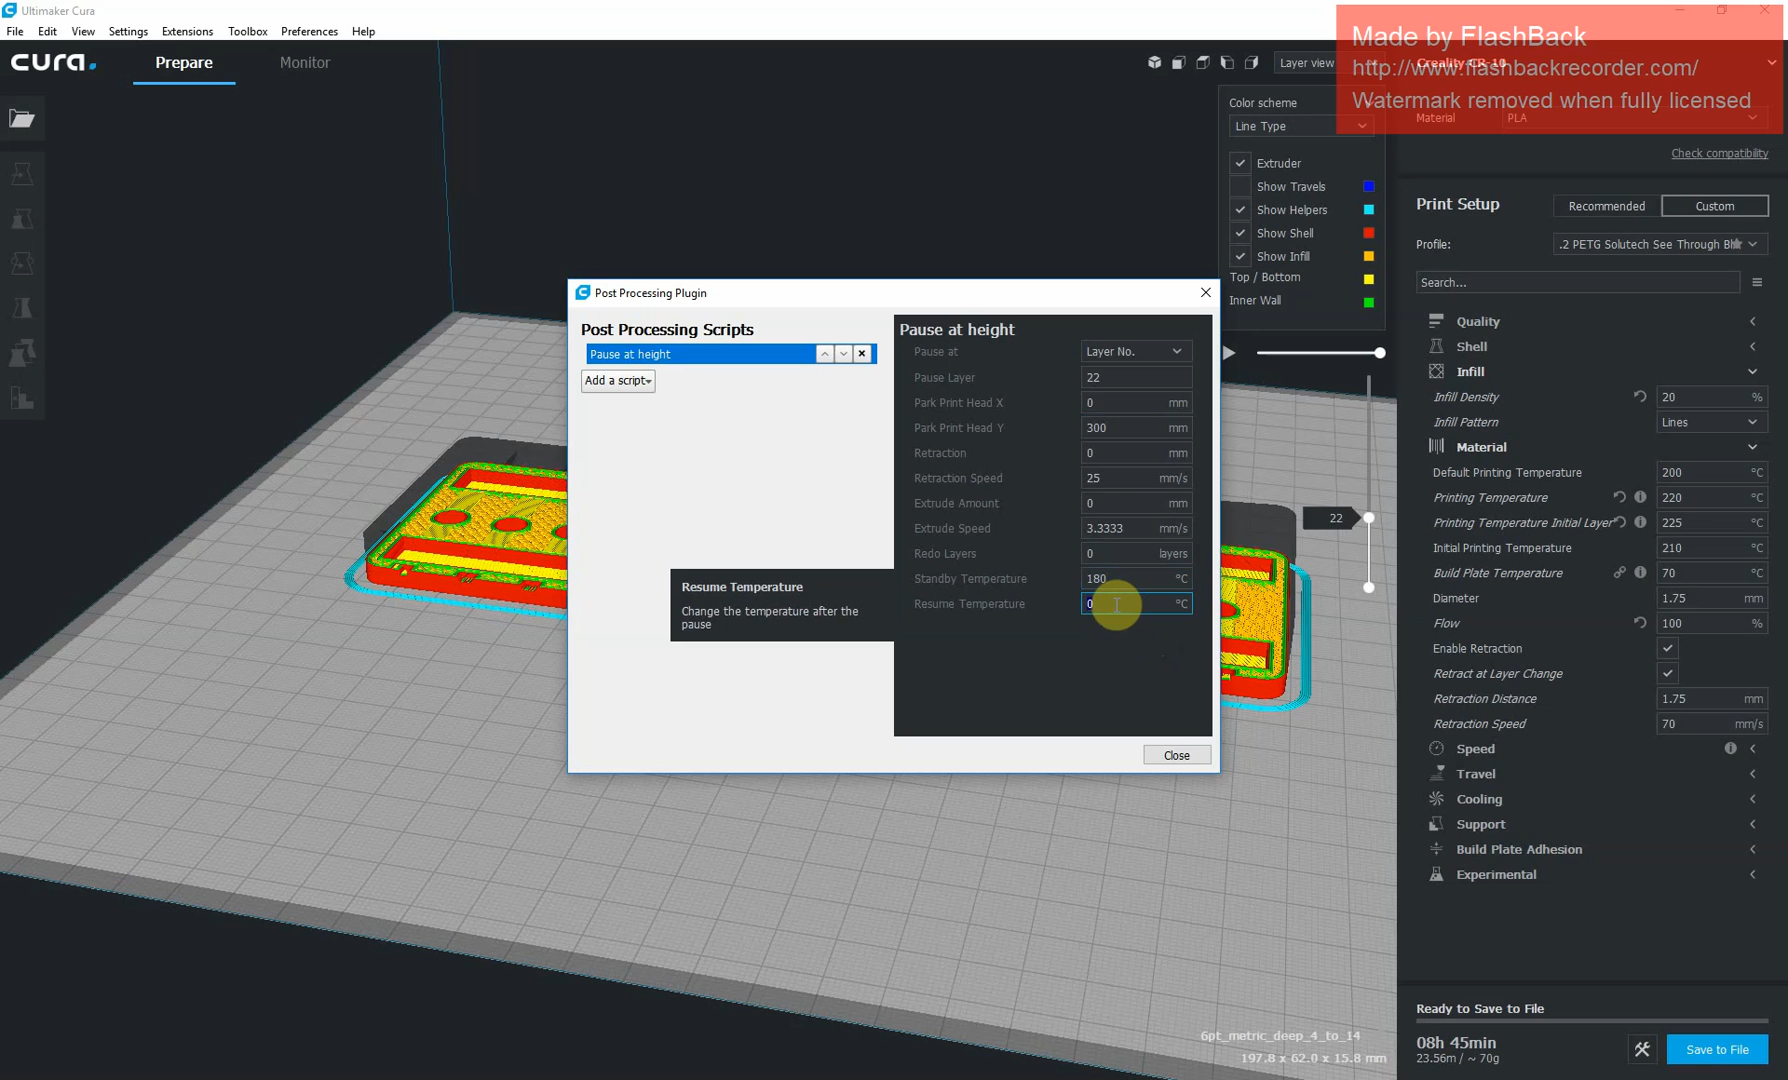 Ultimaker Cura
File Edit View Settings Extensions Toolbox Preferences Help
cura.
Prepare
Monitor
Layer view
Made by FlashBack
http://www.flashbackrecorder.com/
Watermark removed when fully licensed
Creality CR-10
Material PLA
Check compatibility
Color scheme
Line Type
Extruder
Show Travels
Show Helpers
Show Shell
Show Infill
Top / Bottom
Inner Wall
22
Post Processing Plugin
Post Processing Scripts
Pause at height
Add a script
Pause at height
Pause at Layer No.
Pause Layer 22
Park Print Head X 0 mm
Park Print Head Y 300 mm
Retraction 0 mm
Retraction Speed 25 mm/s
Extrude Amount 0 mm
Extrude Speed 3.3333 mm/s
Redo Layers 0 layers
Standby Temperature 180 °C
Resume Temperature 0 °C
Resume Temperature
Change the temperature after the
pause
Close
Print Setup Recommended Custom
Profile: .2 PETG Solutech See Through
Search...
Quality
Shell
Infill
Infill Density 20 %
Infill Pattern Lines
Material
Default Printing Temperature 200 °C
Printing Temperature 220 °C
Printing Temperature Initial Layer 225 °C
Initial Printing Temperature 210 °C
Build Plate Temperature 70 °C
Diameter 1.75 mm
Flow 100 %
Enable Retraction
Retract at Layer Change
Retraction Distance 1.75 mm
Retraction Speed 70 mm/s
Speed
Travel
Cooling
Support
Build Plate Adhesion
Experimental
6pt_metric_deep_4_to_14
197.8 x 62.0 x 15.8 mm
Ready to Save to File
08h 45min
23.56m / ~ 70g
Save to File